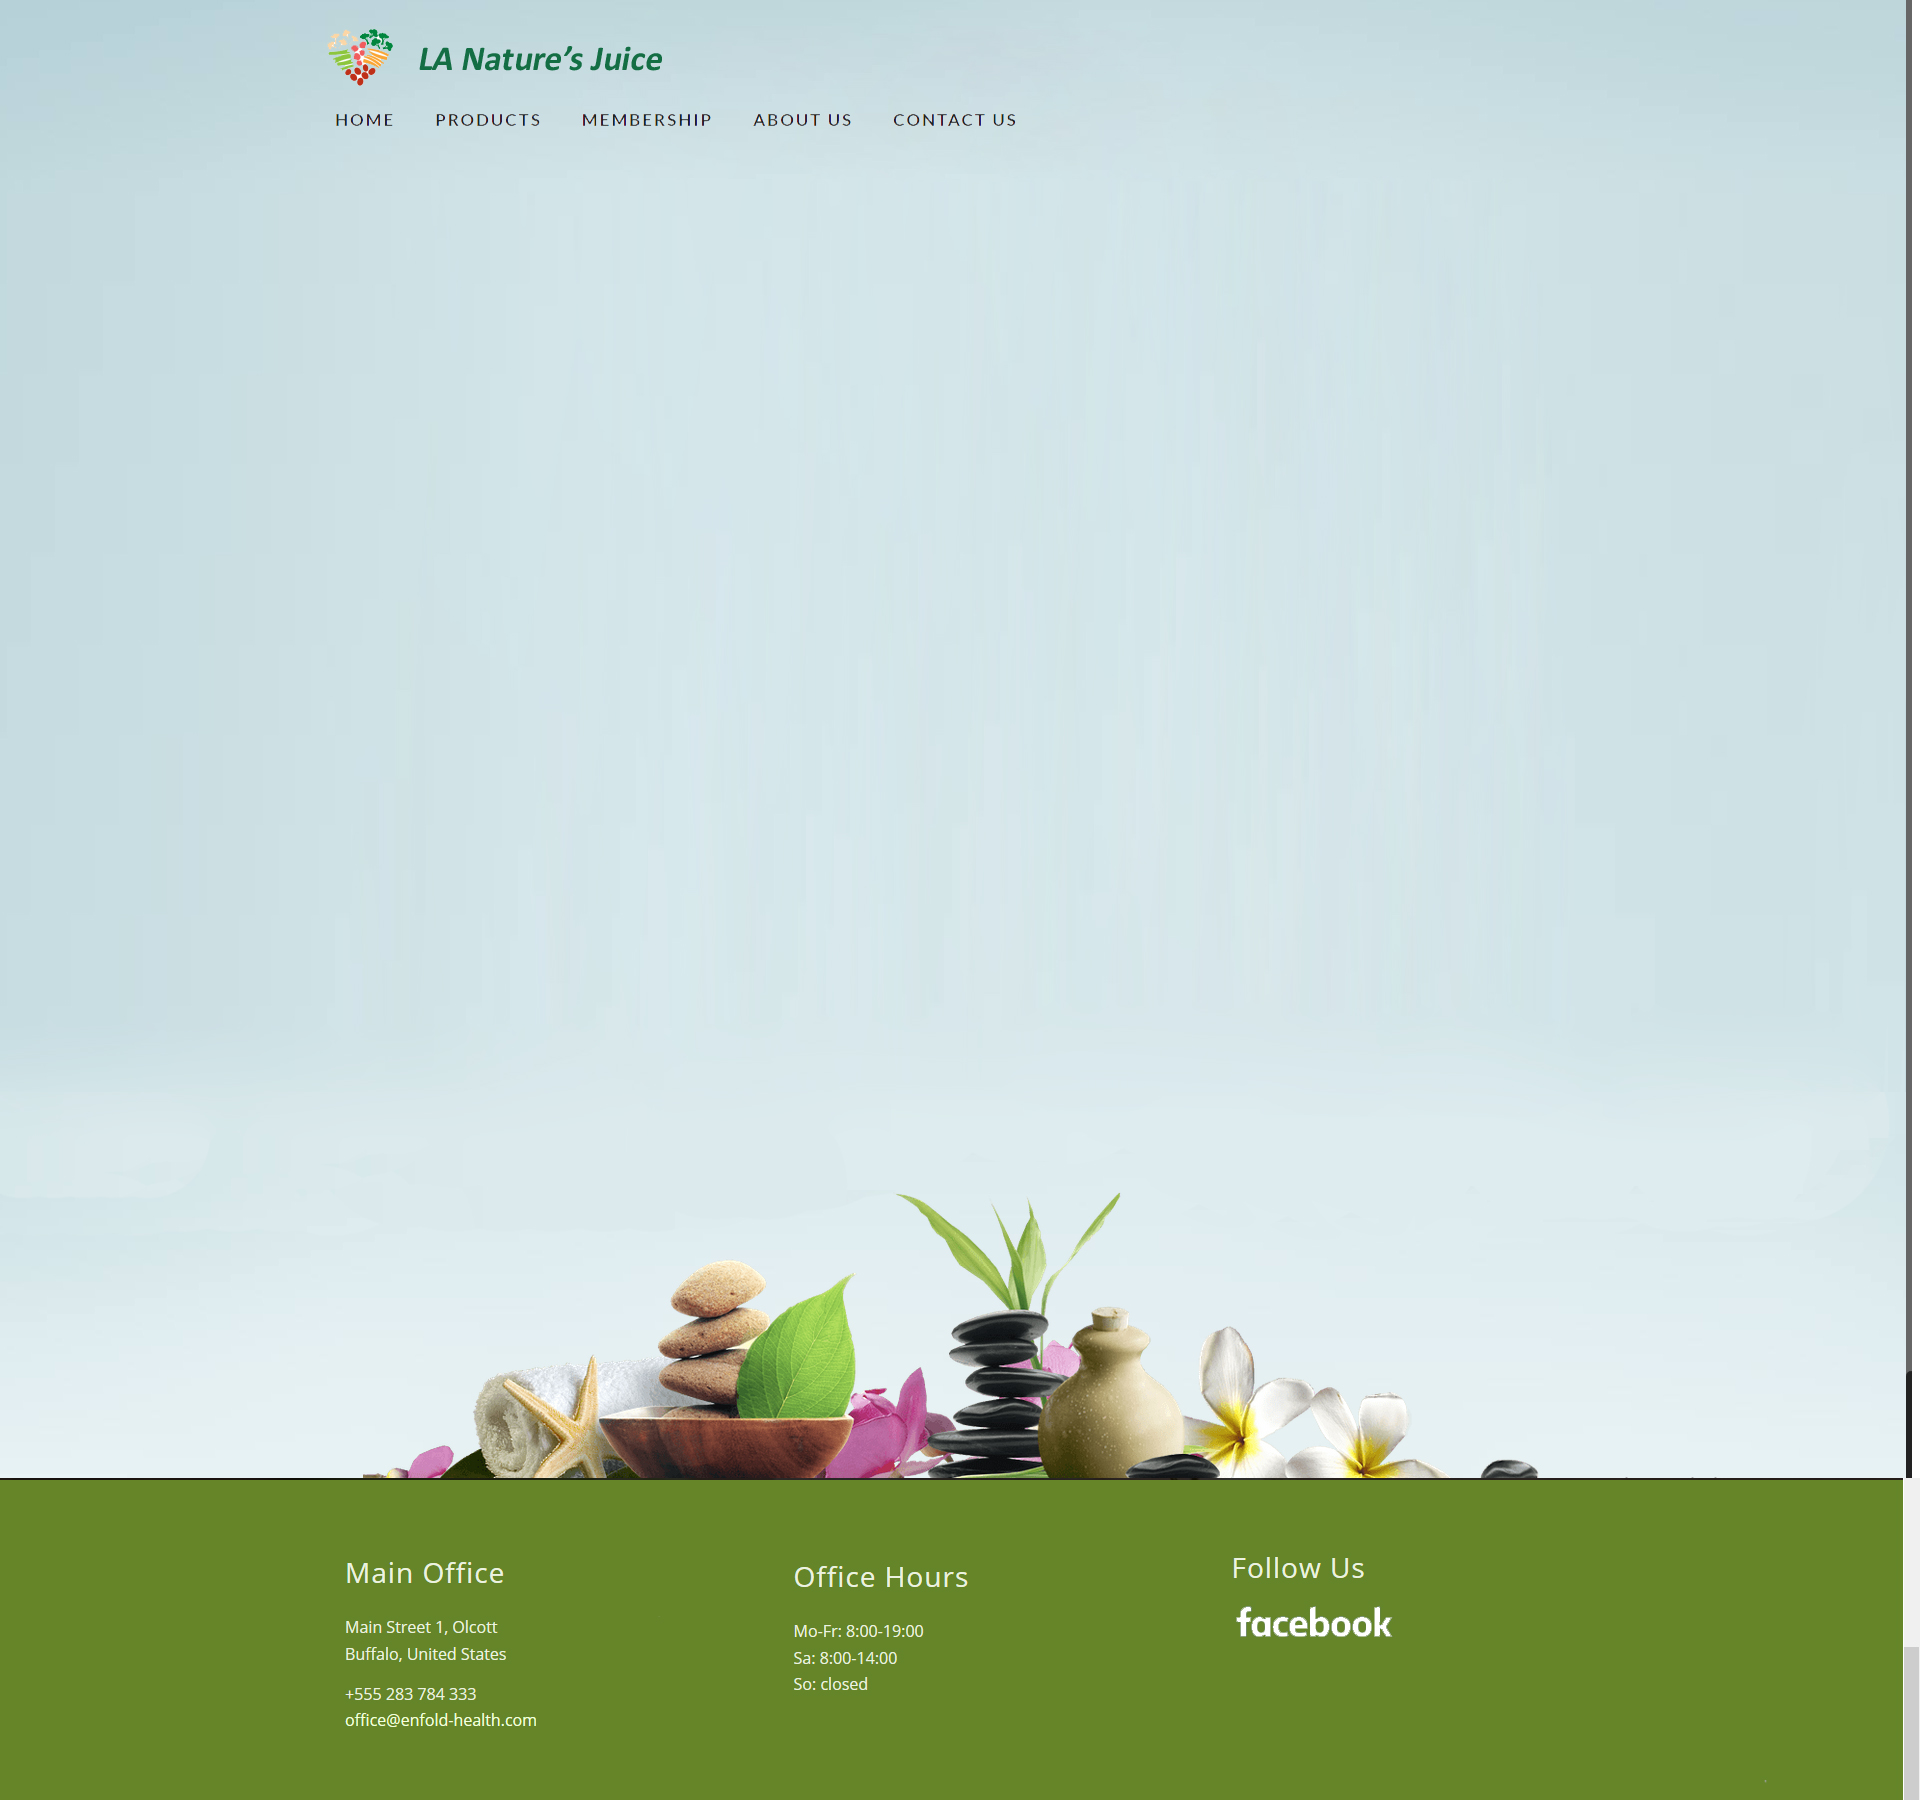 LA Nature's Juice
HOME PRODUCTS MEMBERSHIP ABOUT US CONTACT US
Main Office
Main Street 1, Olcott
Buffalo, United States
+555 283 784 333
office@enfold-health.com
Office Hours
Mo-Fr: 8:00-19:00
Sa: 8:00-14:00
So: closed
Follow Us
facebook